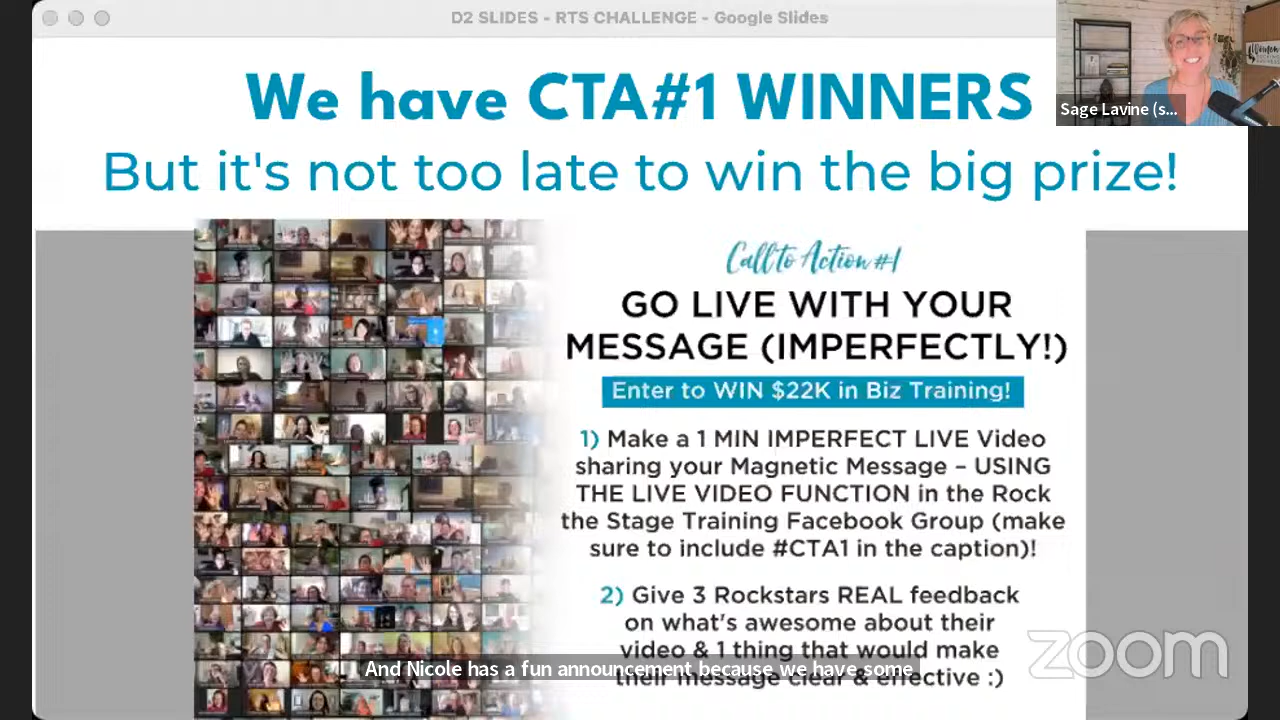 D2 SLIDES - RTS CHALLENGE - Google Slides
We have CTA#1 WINNERS
But it's not too late to win the big prize!
Sage Lavine (s...
Call to Action #1
GO LIVE WITH YOUR
MESSAGE (IMPERFECTLY!)
Enter to WIN $22K in Biz Training!
1) Make a 1 MIN IMPERFECT LIVE Video
sharing your Magnetic Message – USING
THE LIVE VIDEO FUNCTION in the Rock
the Stage Training Facebook Group (make
sure to include #CTA1 in the caption)!
2) Give 3 Rockstars REAL feedback
on what's awesome about their
video & 1 thing that would make
their message clear & effective :)
And Nicole has a fun announcement because we have some
zoom